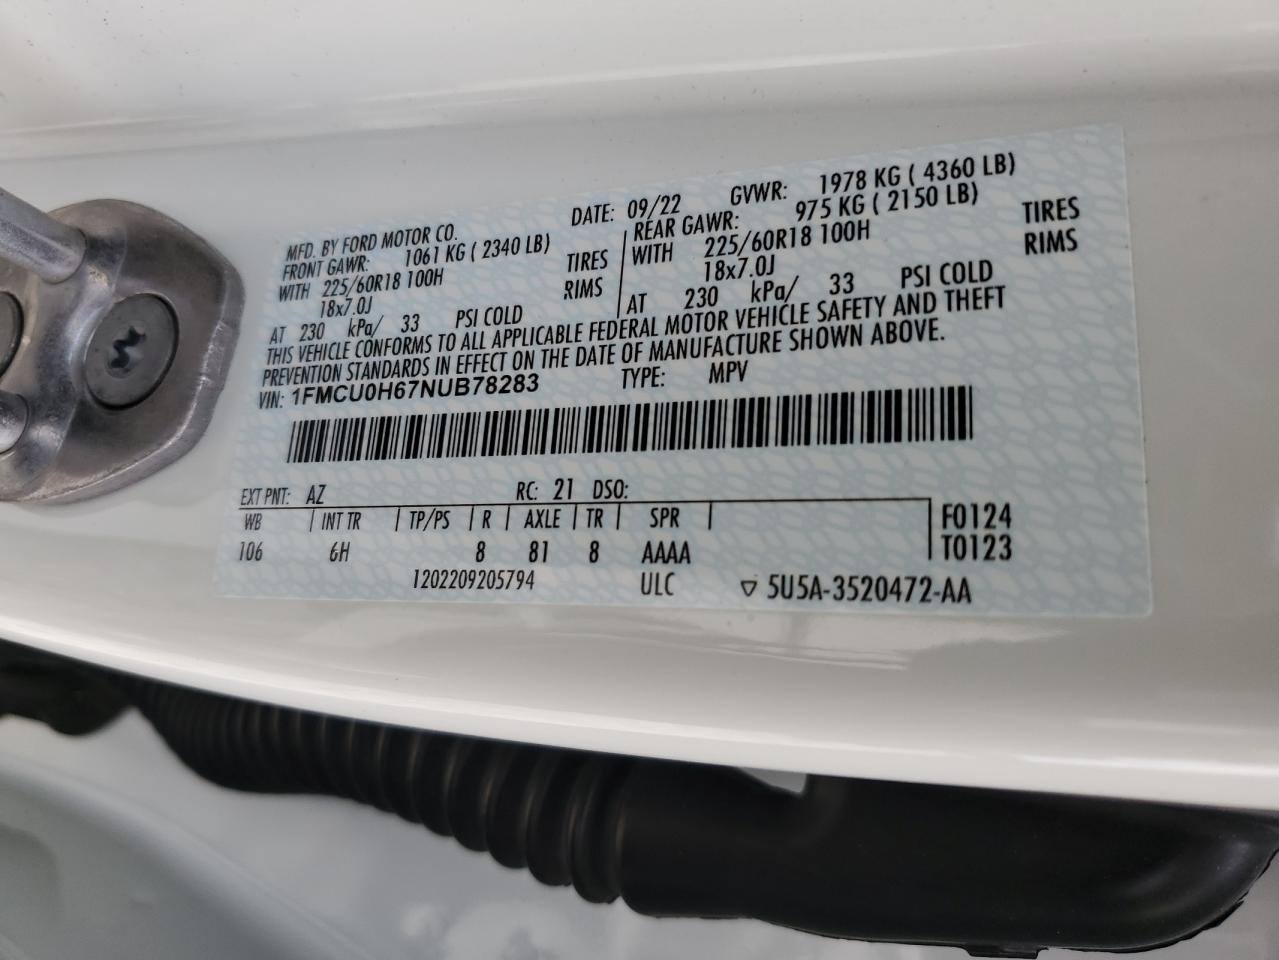 MFD. BY FORD MOTOR CO. DATE: 09/22 GVWR: 1978 KG ( 4360 LB)
FRONT GAWR: 1061 KG ( 2340 LB) REAR GAWR: 975 KG ( 2150 LB)
WITH 225/60R18 100H TIRES WITH 225/60R18 100H TIRES
18x7.0J RIMS 18x7.0J RIMS
AT 230 kPa/ 33 PSI COLD AT 230 kPa/ 33 PSI COLD
THIS VEHICLE CONFORMS TO ALL APPLICABLE FEDERAL MOTOR VEHICLE SAFETY AND THEFT
PREVENTION STANDARDS IN EFFECT ON THE DATE OF MANUFACTURE SHOWN ABOVE.
VIN: 1FMCU0H67NUB78283 TYPE: MPV
EXT PNT: AZ RC: 21 DSO:
WB INT TR TP/PS R AXLE TR SPR F0124
106 6H 8 81 8 AAAA T0123
1202209205794 ULC 5U5A-3520472-AA